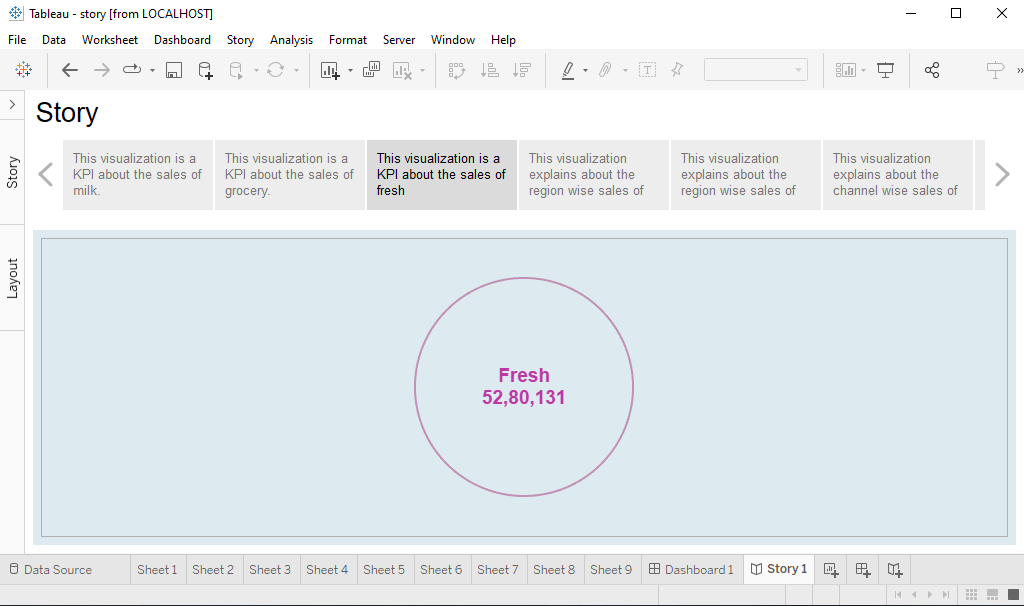 Tableau - story [from LOCALHOST]
File Data Worksheet Dashboard Story Analysis Format Server Window Help
Story
Story
Layout
This visualization is a
KPI about the sales of
milk.
This visualization is a
KPI about the sales of
grocery.
This visualization is a
KPI about the sales of
fresh
This visualization
explains about the
region wise sales of
This visualization
explains about the
region wise sales of
This visualization
explains about the
channel wise sales of
Fresh
52,80,131
Data Source Sheet 1 Sheet 2 Sheet 3 Sheet 4 Sheet 5 Sheet 6 Sheet 7 Sheet 8 Sheet 9 Dashboard 1 Story 1